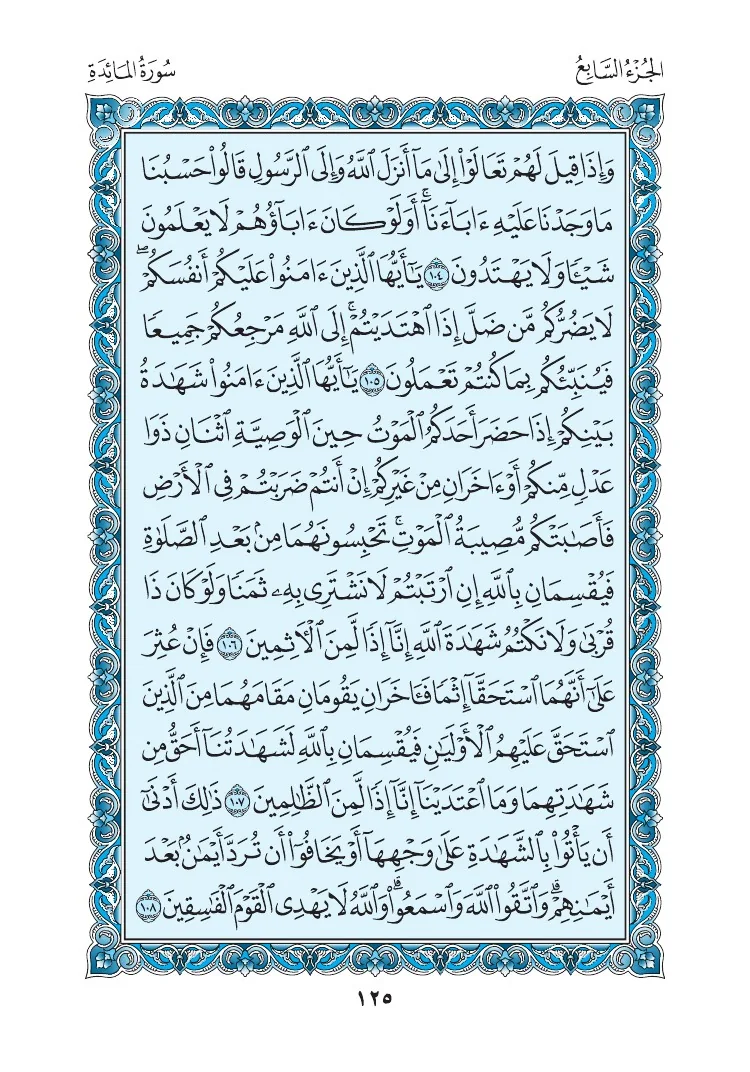 الجُزْءُ السَّابِعُ
سُورَةُ المَائِدَةِ
وَإِذَا قِيلَ لَهُمۡ تَعَالَوۡاْ إِلَىٰ مَآ أَنزَلَ ٱللَّهُ وَإِلَى ٱلرَّسُولِ قَالُواْ حَسۡبُنَا
مَا وَجَدۡنَا عَلَيۡهِ ءَابَآءَنَآۚ أَوَلَوۡ كَانَ ءَابَآؤُهُمۡ لَا يَعۡلَمُونَ
شَيۡـٔٗا وَلَا يَهۡتَدُونَ ١٠٤ يَٰٓأَيُّهَا ٱلَّذِينَ ءَامَنُواْ عَلَيۡكُمۡ أَنفُسَكُمۡۖ
لَا يَضُرُّكُم مَّن ضَلَّ إِذَا ٱهۡتَدَيۡتُمۡۚ إِلَى ٱللَّهِ مَرۡجِعُكُمۡ جَمِيعٗا
فَيُنَبِّئُكُم بِمَا كُنتُمۡ تَعۡمَلُونَ ١٠٥ يَٰٓأَيُّهَا ٱلَّذِينَ ءَامَنُواْ شَهَٰدَةُ
بَيۡنِكُمۡ إِذَا حَضَرَ أَحَدَكُمُ ٱلۡمَوۡتُ حِينَ ٱلۡوَصِيَّةِ ٱثۡنَانِ ذَوَا
عَدۡلٖ مِّنكُمۡ أَوۡ ءَاخَرَانِ مِنۡ غَيۡرِكُمۡ إِنۡ أَنتُمۡ ضَرَبۡتُمۡ فِي ٱلۡأَرۡضِ
فَأَصَٰبَتۡكُم مُّصِيبَةُ ٱلۡمَوۡتِۚ تَحۡبِسُونَهُمَا مِنۢ بَعۡدِ ٱلصَّلَوٰةِ
فَيُقۡسِمَانِ بِٱللَّهِ إِنِ ٱرۡتَبۡتُمۡ لَا نَشۡتَرِي بِهِۦ ثَمَنٗا وَلَوۡ كَانَ ذَا
قُرۡبَىٰ وَلَا نَكۡتُمُ شَهَٰدَةَ ٱللَّهِ إِنَّآ إِذٗا لَّمِنَ ٱلۡأٓثِمِينَ ١٠٦ فَإِنۡ عُثِرَ
عَلَىٰٓ أَنَّهُمَا ٱسۡتَحَقَّآ إِثۡمٗا فَـَٔاخَرَانِ يَقُومَانِ مَقَامَهُمَا مِنَ ٱلَّذِينَ
ٱسۡتَحَقَّ عَلَيۡهِمُ ٱلۡأَوۡلَيَٰنِ فَيُقۡسِمَانِ بِٱللَّهِ لَشَهَٰدَتُنَآ أَحَقُّ مِن
شَهَٰدَتِهِمَا وَمَا ٱعۡتَدَيۡنَآ إِنَّآ إِذٗا لَّمِنَ ٱلظَّٰلِمِينَ ١٠٧ ذَٰلِكَ أَدۡنَىٰٓ
أَن يَأۡتُواْ بِٱلشَّهَٰدَةِ عَلَىٰ وَجۡهِهَآ أَوۡ يَخَافُوٓاْ أَن تُرَدَّ أَيۡمَٰنُۢ بَعۡدَ
أَيۡمَٰنِهِمۡۗ وَٱتَّقُواْ ٱللَّهَ وَٱسۡمَعُواْۗ وَٱللَّهُ لَا يَهۡدِي ٱلۡقَوۡمَ ٱلۡفَٰسِقِينَ ١٠٨
١٢٥